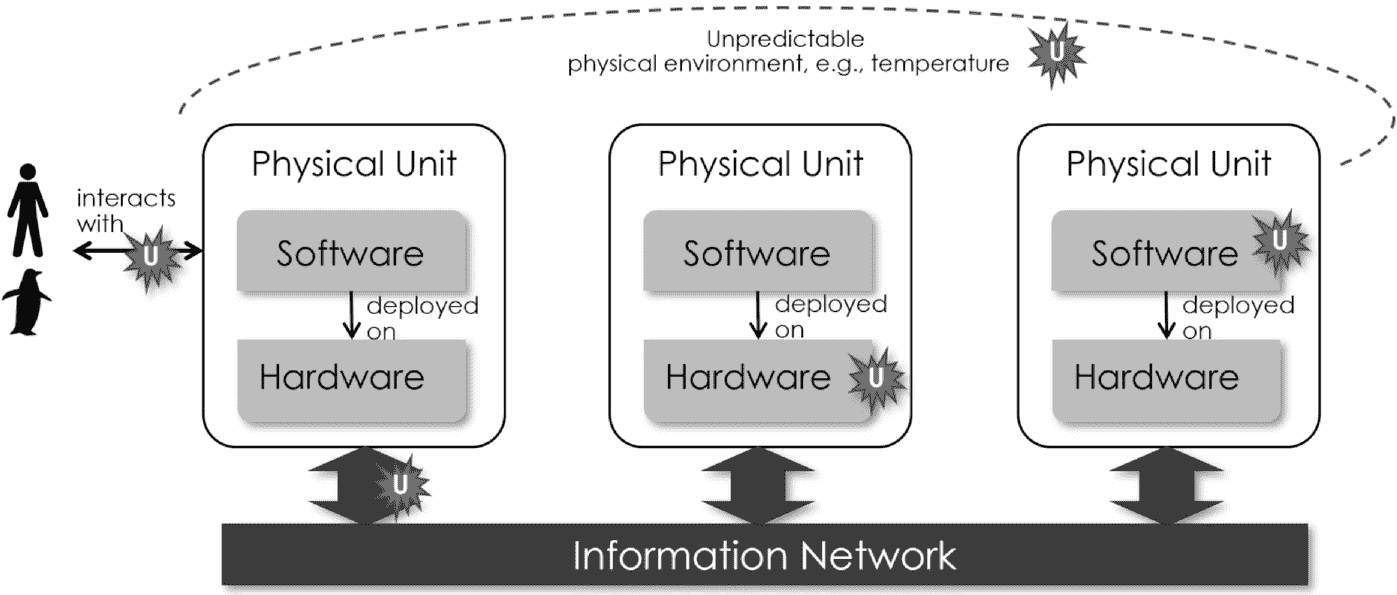 Unpredictable
physical environment, e.g., temperature
U
Physical Unit
Physical Unit
Physical Unit
interacts
with
U
Software
Software
Software
U
deployed
on
deployed
on
deployed
on
Hardware
Hardware
U
Hardware
U
Information Network